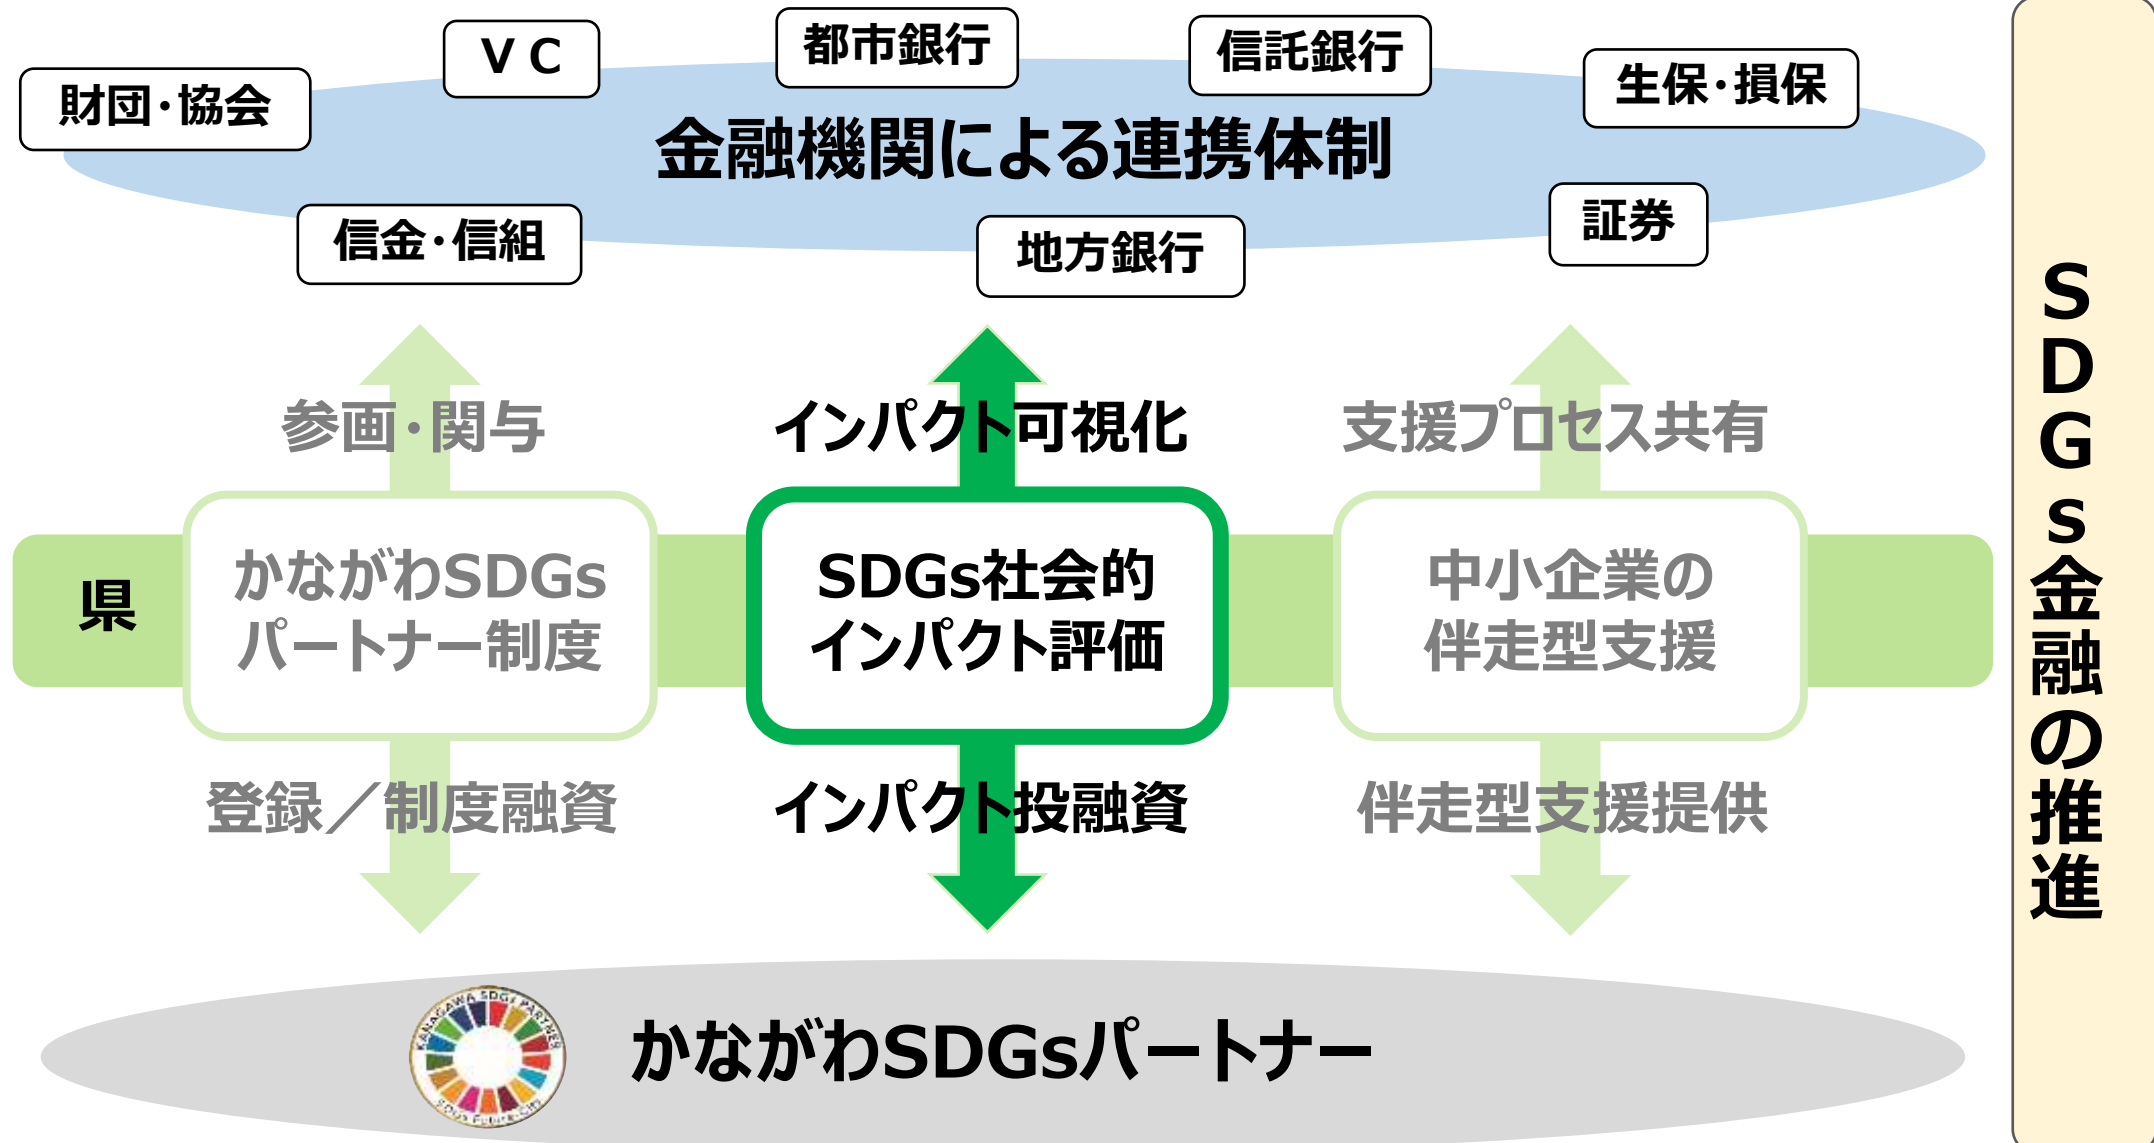 財団・協会
ＶＣ
都市銀行
信託銀行
生保・損保
金融機関による連携体制
信金・信組
地方銀行
証券
参画・関与
インパクト可視化
支援プロセス共有
県
かながわSDGs
パートナー制度
SDGs社会的
インパクト評価
中小企業の
伴走型支援
登録／制度融資
インパクト投融資
伴走型支援提供
KANAGAWA SDGs PARTNER
SDGs Future City
かながわSDGsパートナー
ＳＤＧｓ金融の推進